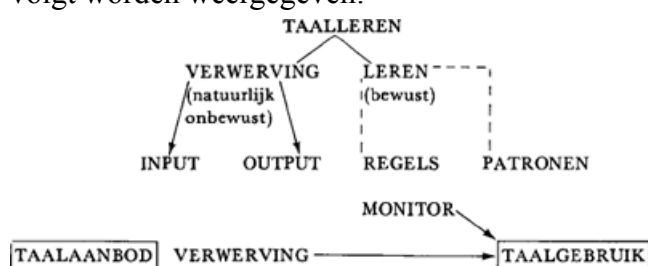 volgt worden weergegeven:
TAALLEREN
VERWERVING LEREN
(natuurlijk (bewust)
onbewust)
INPUT OUTPUT REGELS PATRONEN
MONITOR
TAALAANBOD VERWERVING TAALGEBRUIK